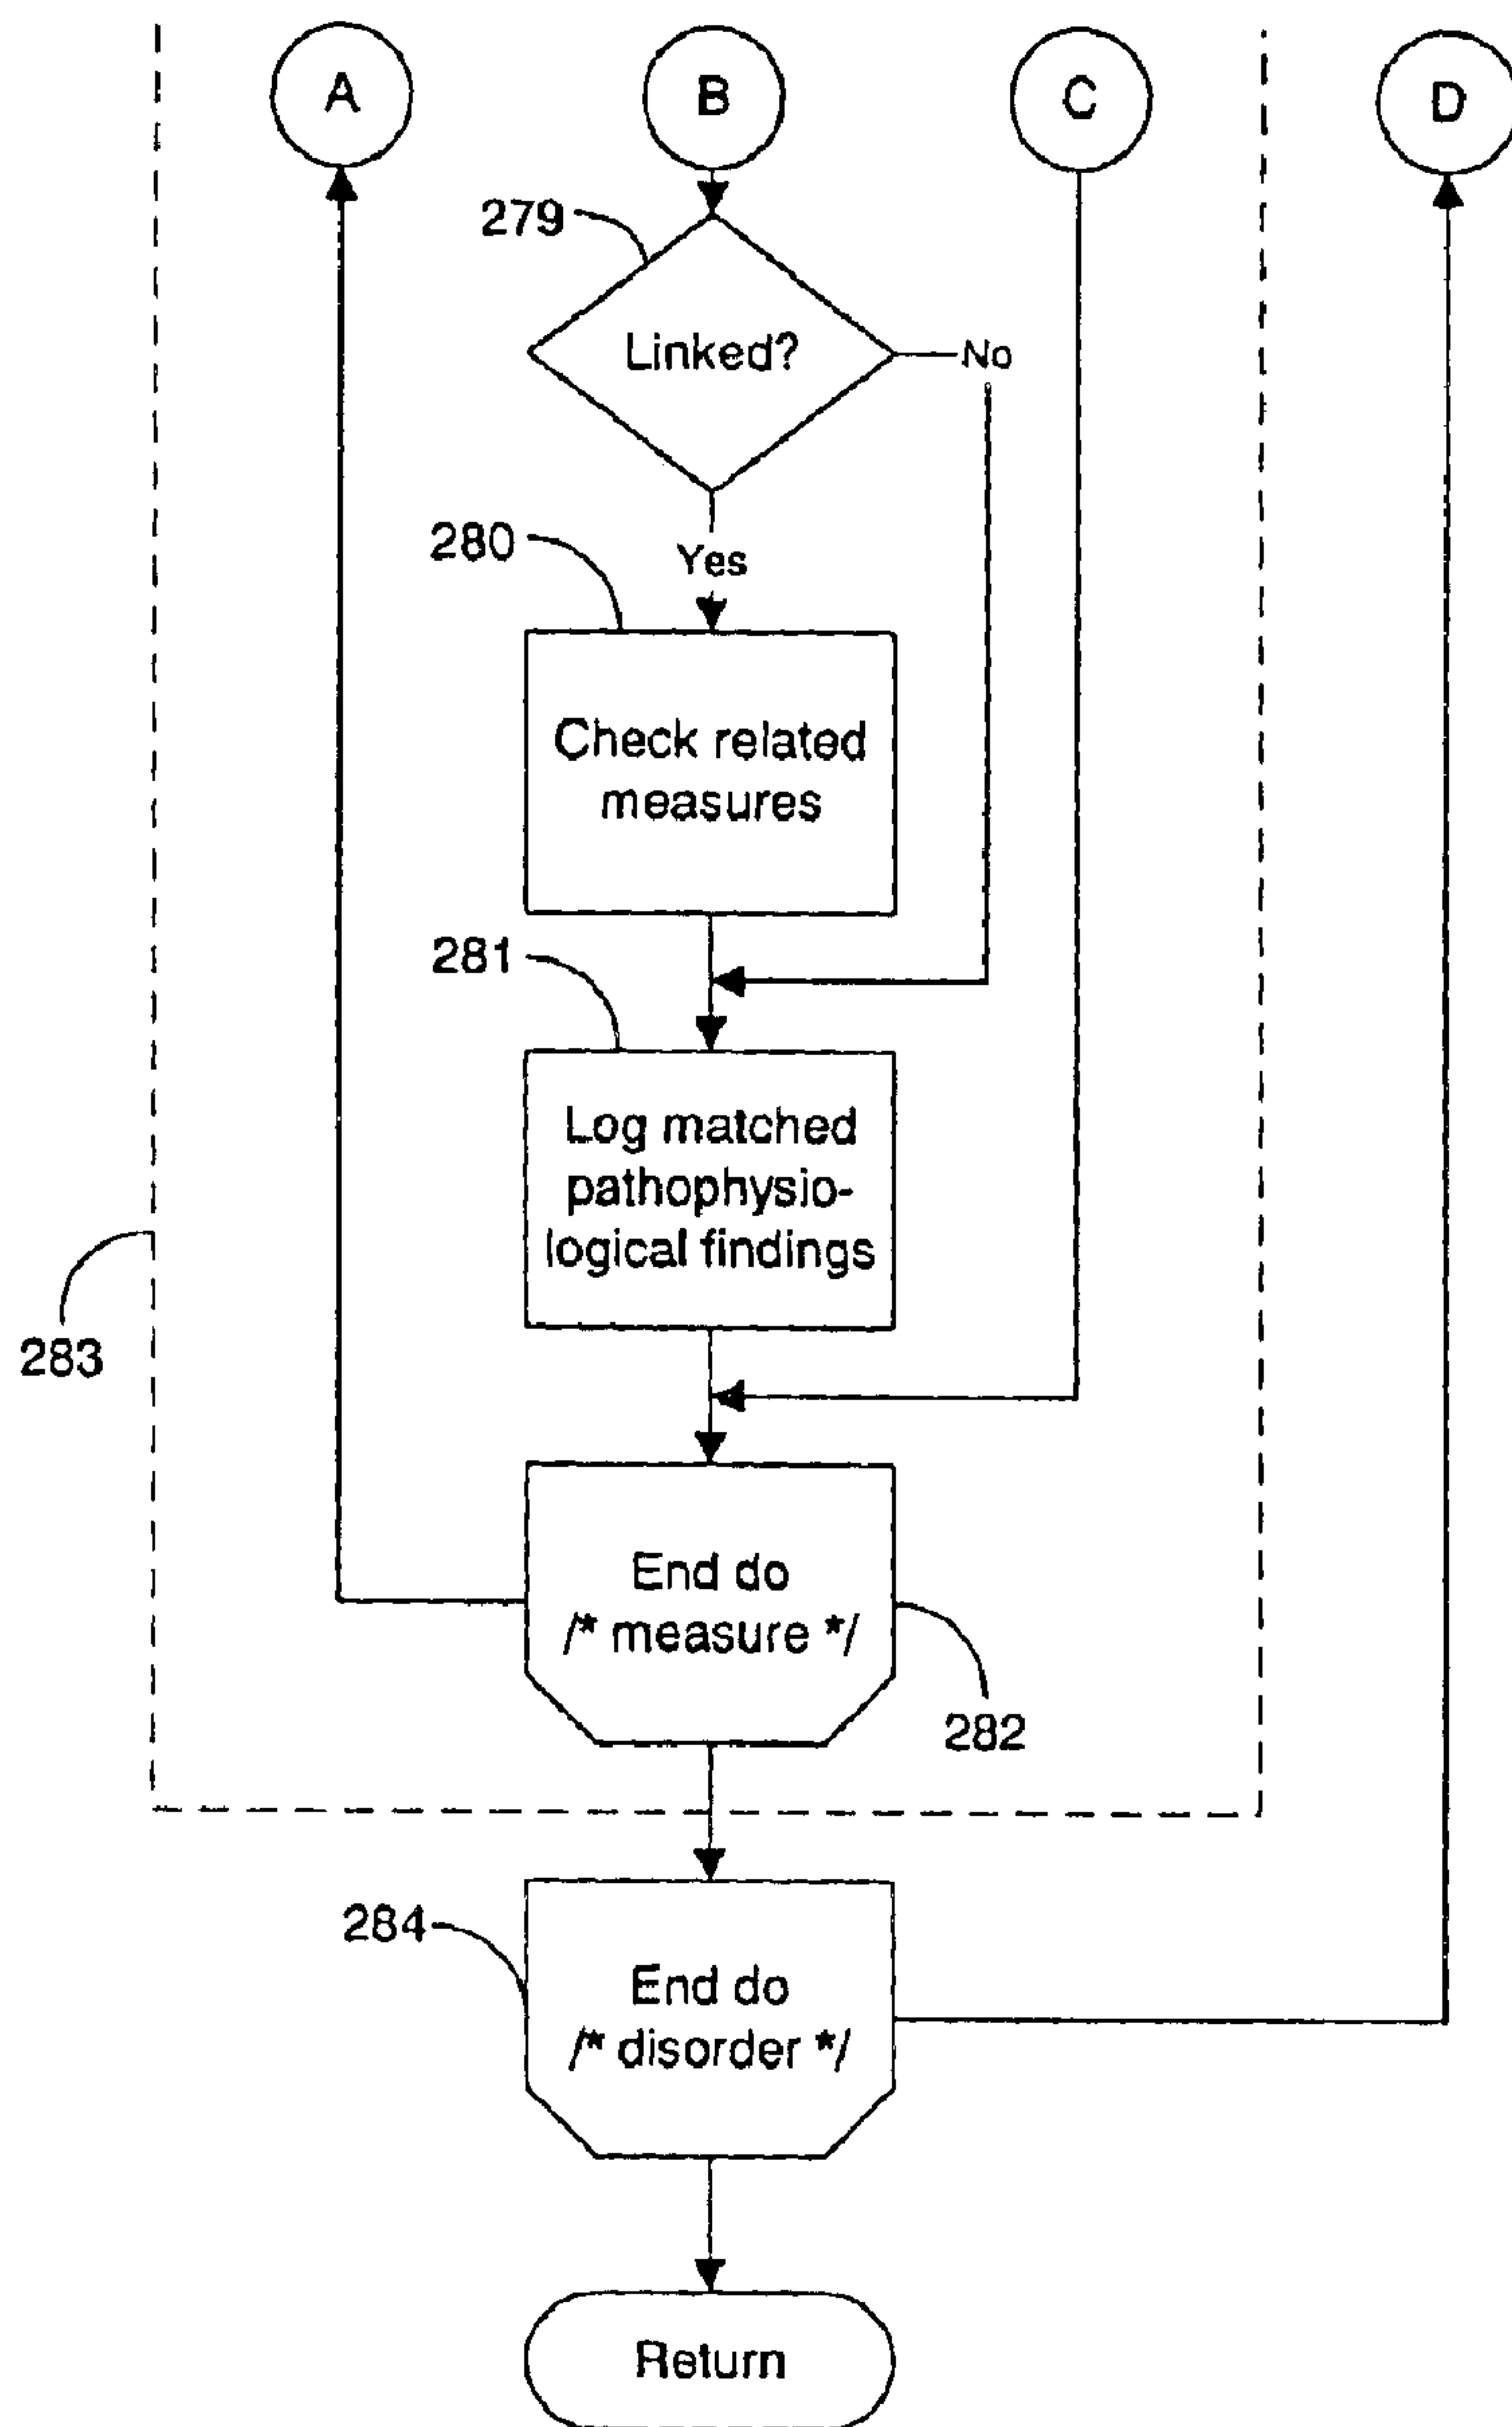 A
B
C
D
279
Linked?
No
280
Yes
Check related
measures
281
Log matched
pathophysio-
logical findings
283
End do
/* measure */
282
284
End do
/* disorder */
Return